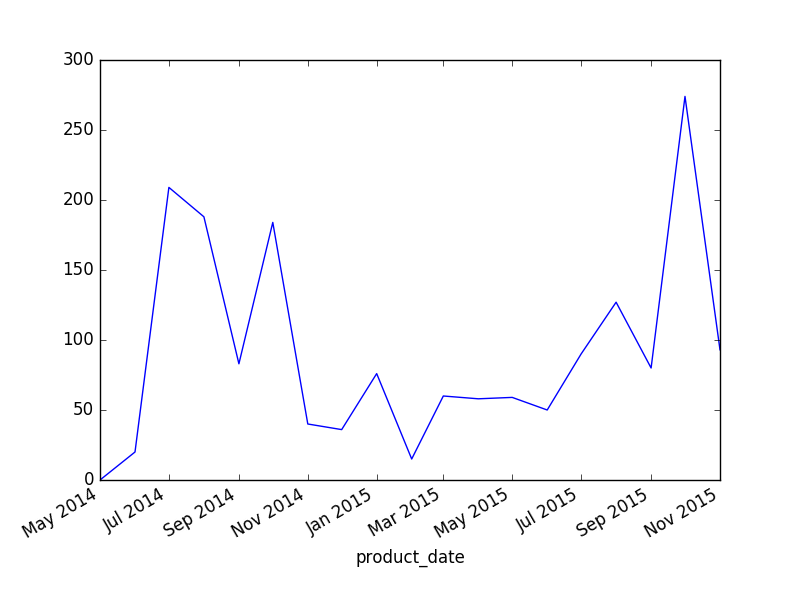 300
250
200
150
100
50
0
May 2014
Jul 2014
Sep 2014
Nov 2014
Jan 2015
Mar 2015
May 2015
Jul 2015
Sep 2015
Nov 2015
product_date